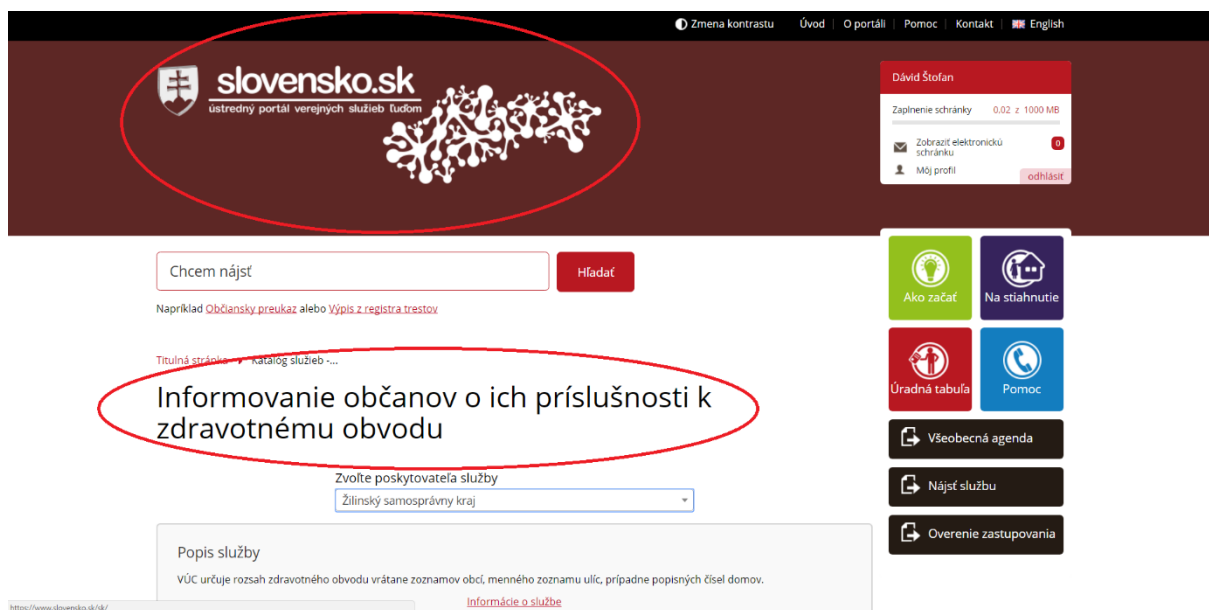 Zmena kontrastu Úvod O portáli Pomoc Kontakt English
slovensko.sk
ústredný portál verejných služieb ľuďom
Dávid Štofan
Zaplnenie schránky 0.02 z 1000 MB
Zobraziť elektronickú schránku 0
Môj profil
odhlásiť
Chcem nájsť Hľadať
Napríklad Občiansky preukaz alebo Výpis z registra trestov
Ako začať Na stiahnutie
Titulná stránka Katalóg služieb -...
Úradná tabuľa Pomoc
Informovanie občanov o ich príslušnosti k
zdravotnému obvodu
Všeobecná agenda
Zvoľte poskytovateľa služby
Žilinský samosprávny kraj
Nájsť službu
Overenie zastupovania
Popis služby
VÚC určuje rozsah zdravotného obvodu vrátane zoznamov obcí, menného zoznamu ulíc, prípadne popisných čísel domov.
Informácie o službe
https://www.slovensko.sk/sk/